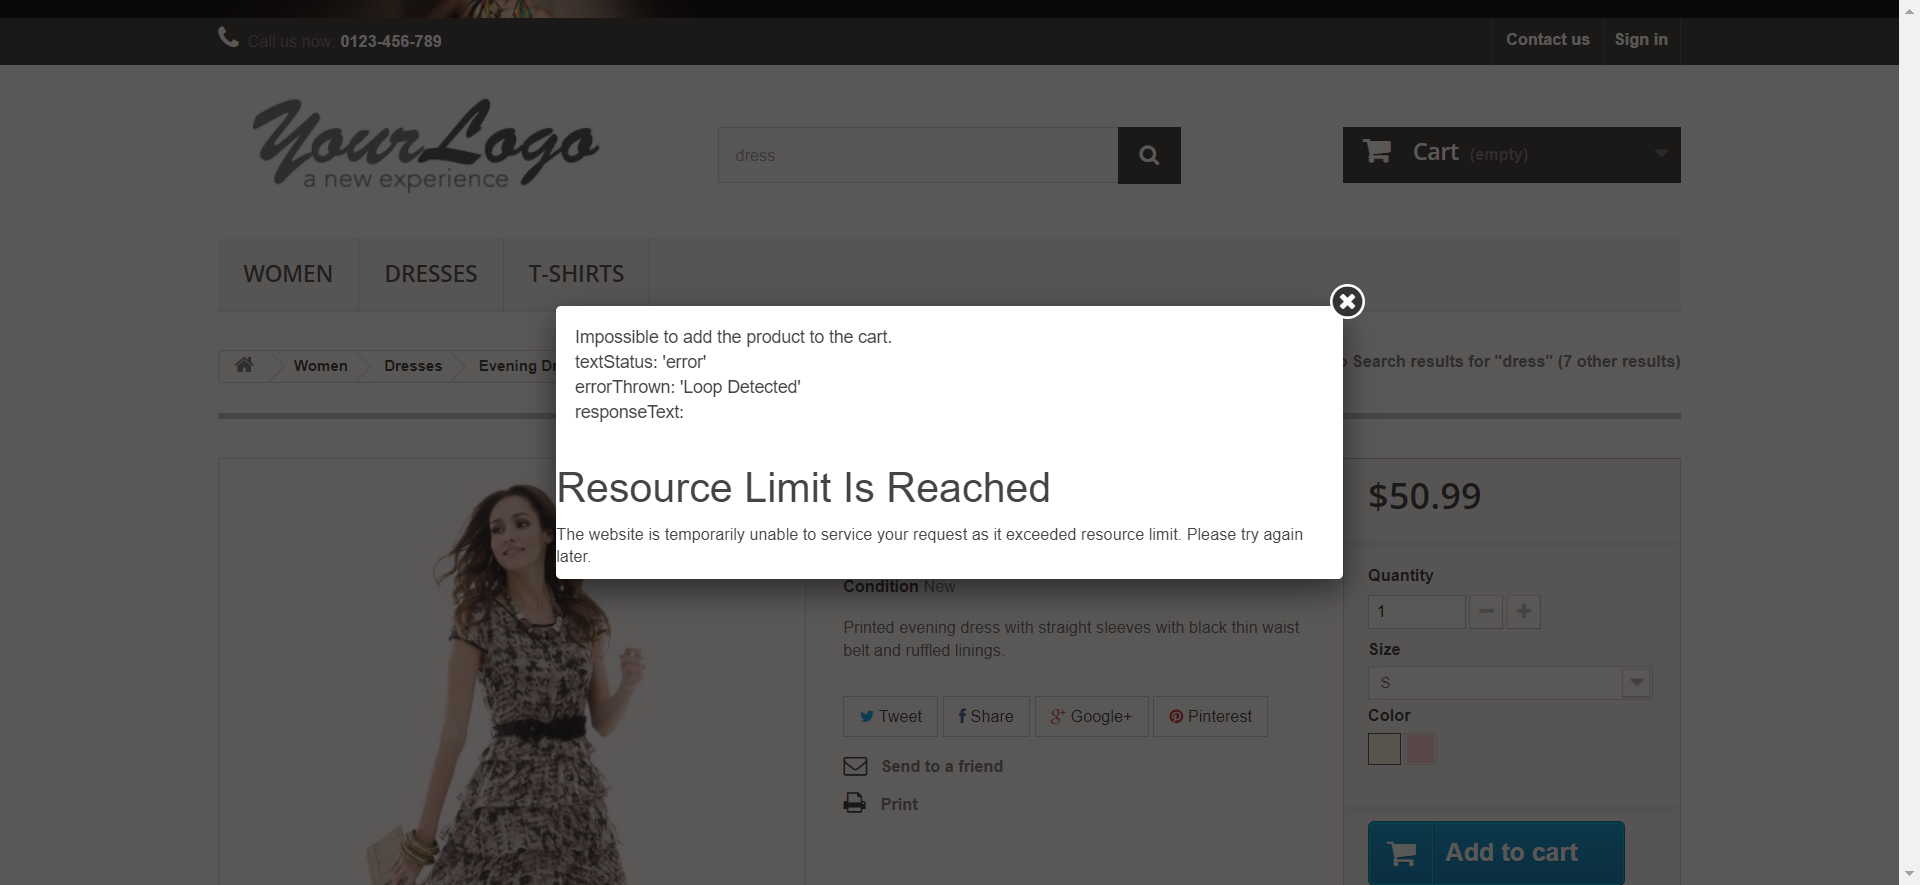 Call us now: 0123-456-789
Contact us
Sign in
YourLogo
a new experience
dress
Cart (empty)
WOMEN
DRESSES
T-SHIRTS
Women
Dresses
Evening
Search results for "dress" (7 other results)
Impossible to add the product to the cart.
textStatus: 'error'
errorThrown: 'Loop Detected'
responseText:
Resource Limit Is Reached
The website is temporarily unable to service your request as it exceeded resource limit. Please try again
later.
$50.99
Condition New
Printed evening dress with straight sleeves with black thin waist
belt and ruffled linings.
Tweet
Share
Google+
Pinterest
Send to a friend
Print
Quantity
1
Size
S
Color
Add to cart